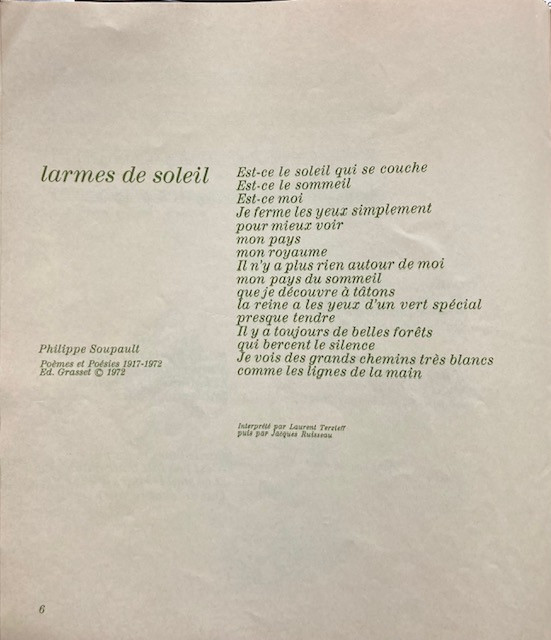 larmes de soleil
Est-ce le soleil qui se couche
Est-ce le sommeil
Est-ce moi
Je ferme les yeux simplement
pour mieux voir
mon pays
mon royaume
Il n'y a plus rien autour de moi
mon pays du sommeil
que je découvre à tâtons
la reine a les yeux d'un vert spécial
presque tendre
Il y a toujours de belles forêts
qui bercent le silence
Je vois des grands chemins très blancs
comme les lignes de la main
Philippe Soupault
Poèmes et Poésies 1917-1972
Ed. Grasset © 1972
Interprété par Laurent Terzieff
puis par Jacques Ruisseau
6